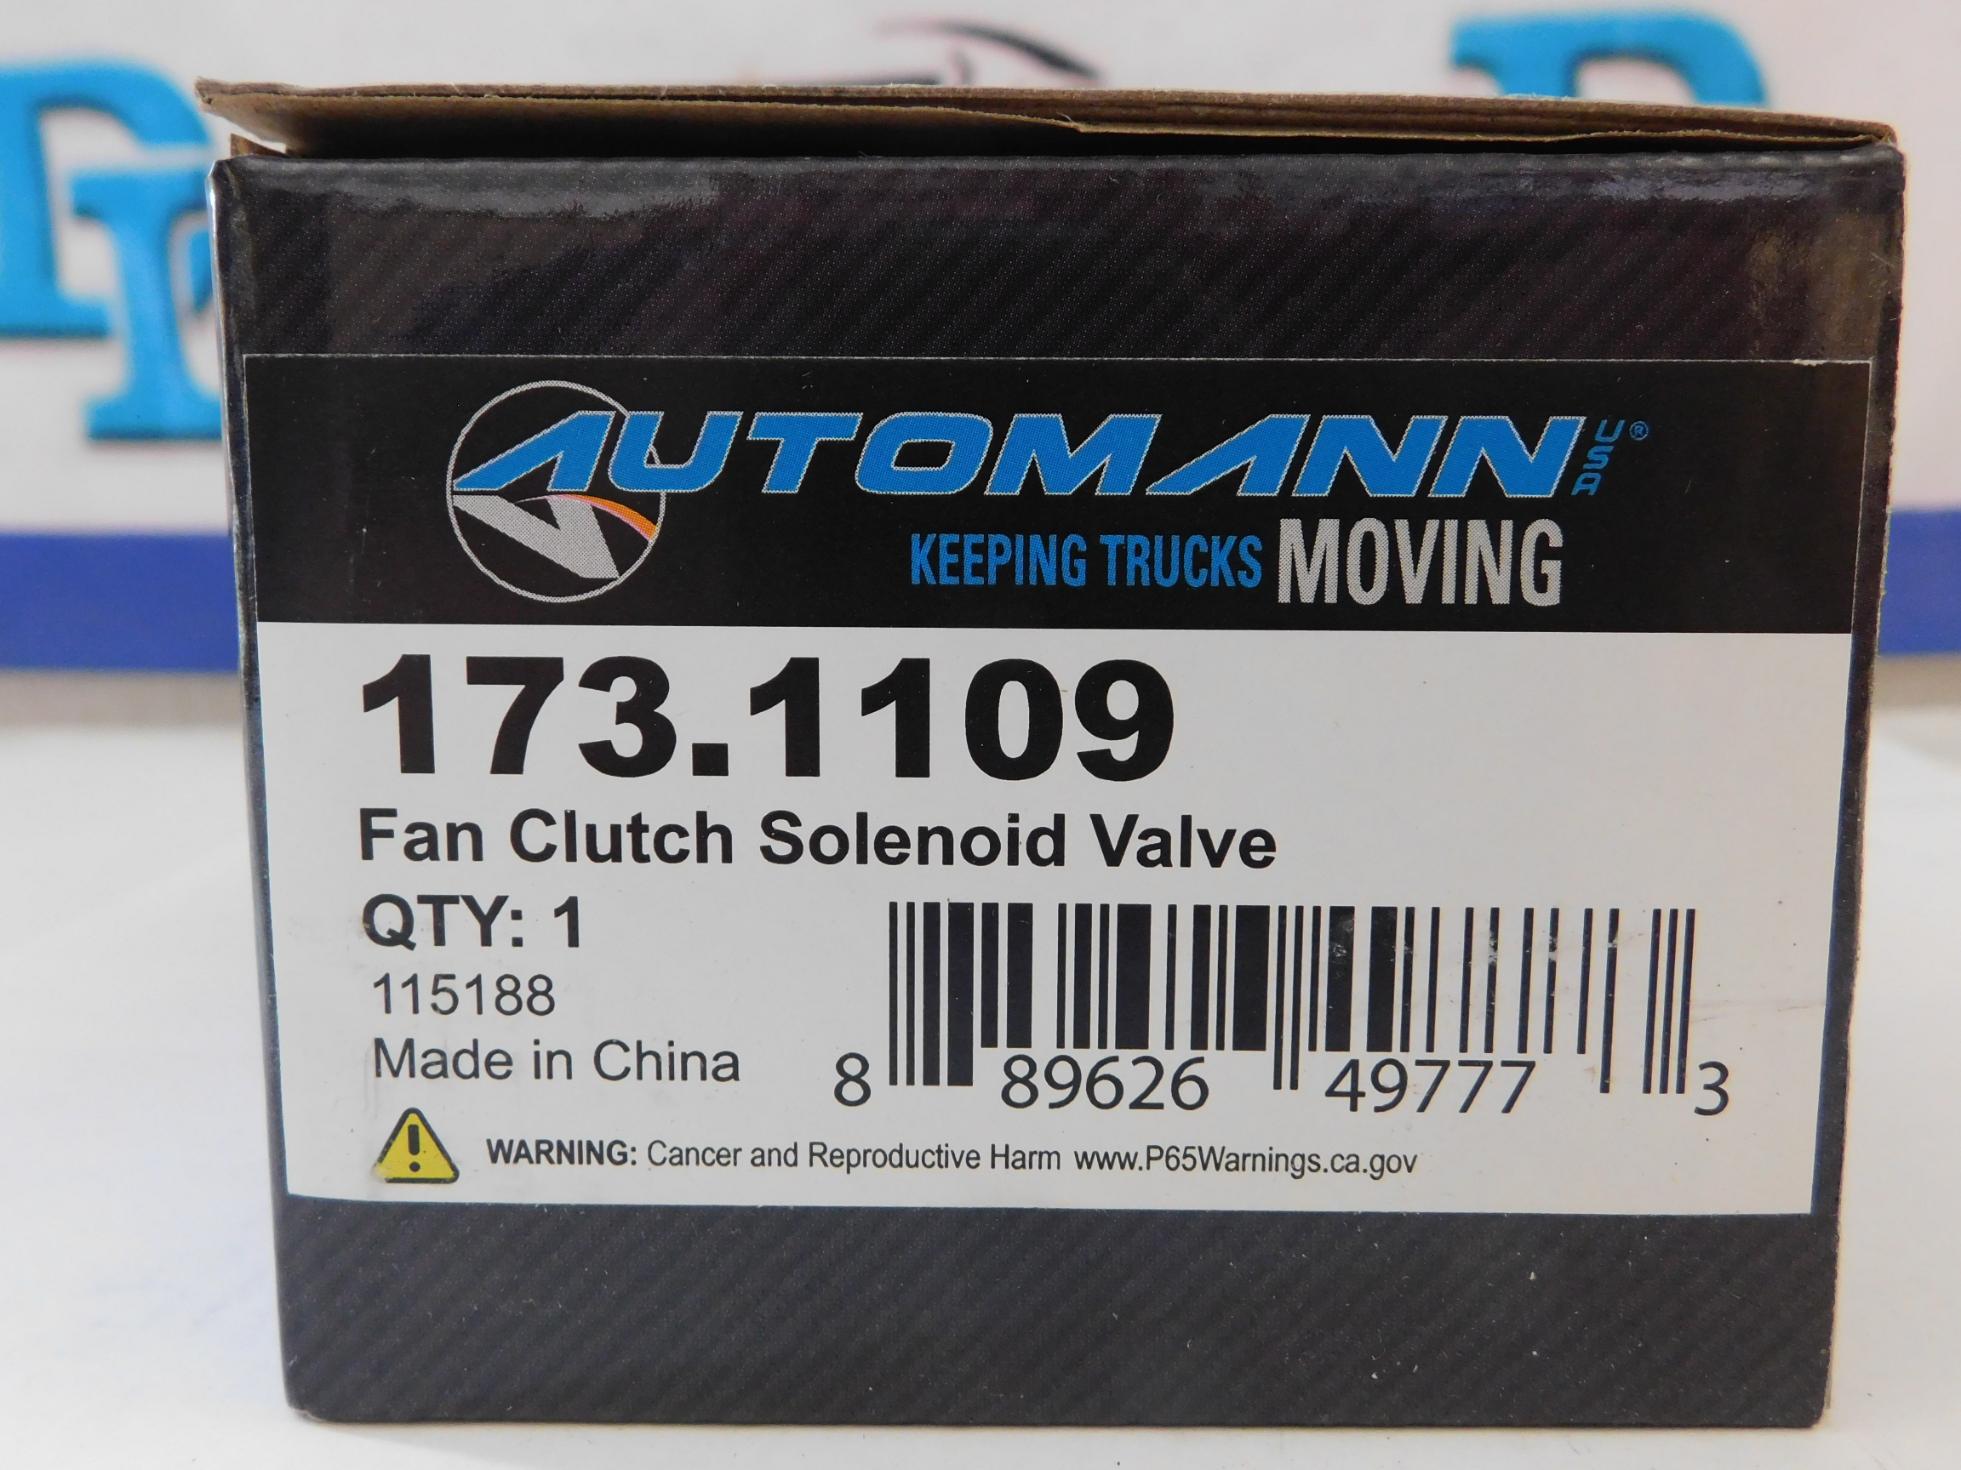 AUTOMANN USA®
KEEPING TRUCKS MOVING
173.1109
Fan Clutch Solenoid Valve
QTY: 1
115188
Made in China
8 89626 49777 3
WARNING: Cancer and Reproductive Harm www.P65Warnings.ca.gov